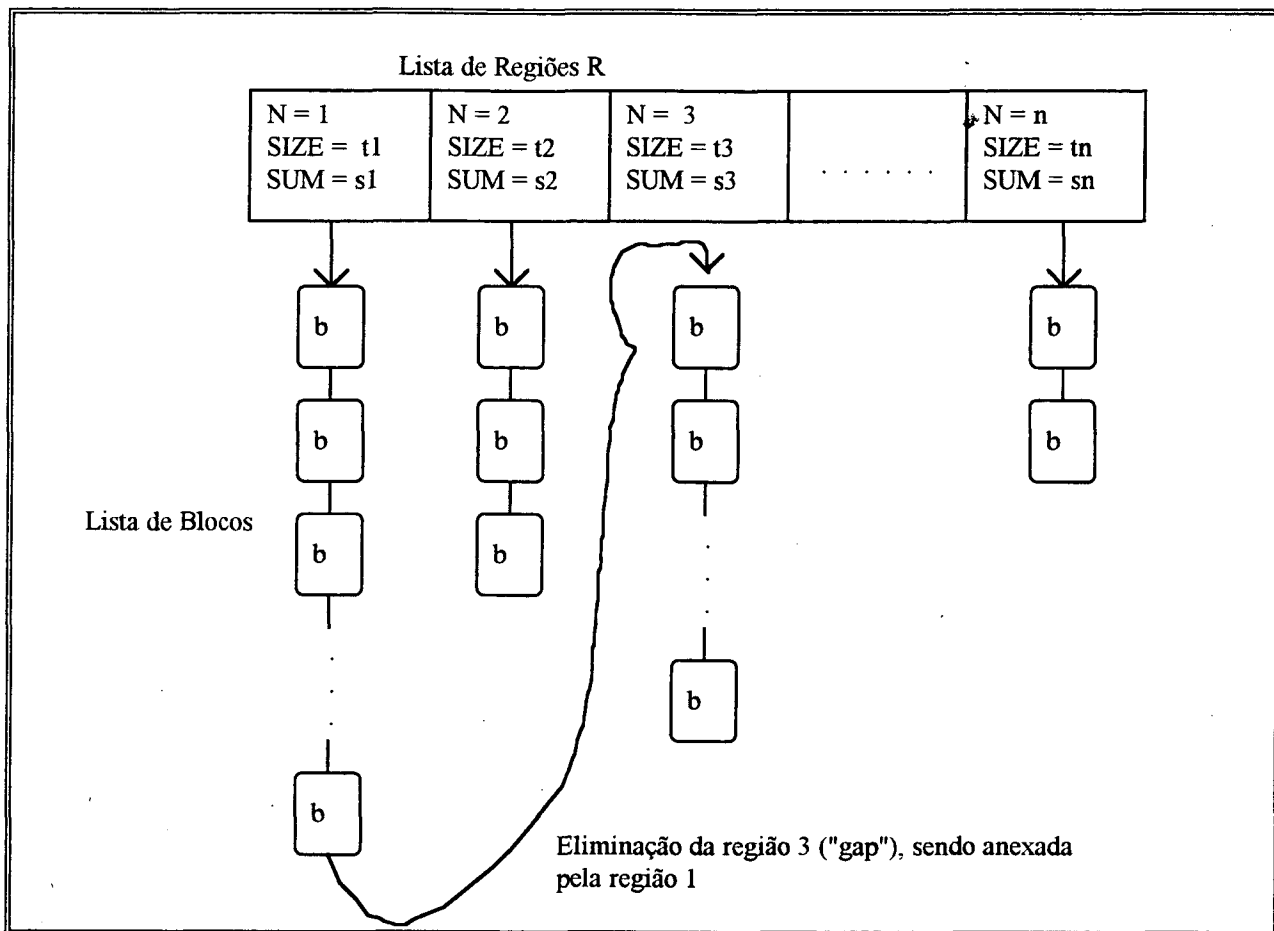 Lista de Regiões R
N = 1
SIZE = t1
SUM = s1
N = 2
SIZE = t2
SUM = s2
N = 3
SIZE = t3
SUM = s3
. . . . . .
N = n
SIZE = tn
SUM = sn
b
b
b
b
b
b
b
b
b
b
b
b
Lista de Blocos
Eliminação da região 3 ("gap"), sendo anexada
pela região 1